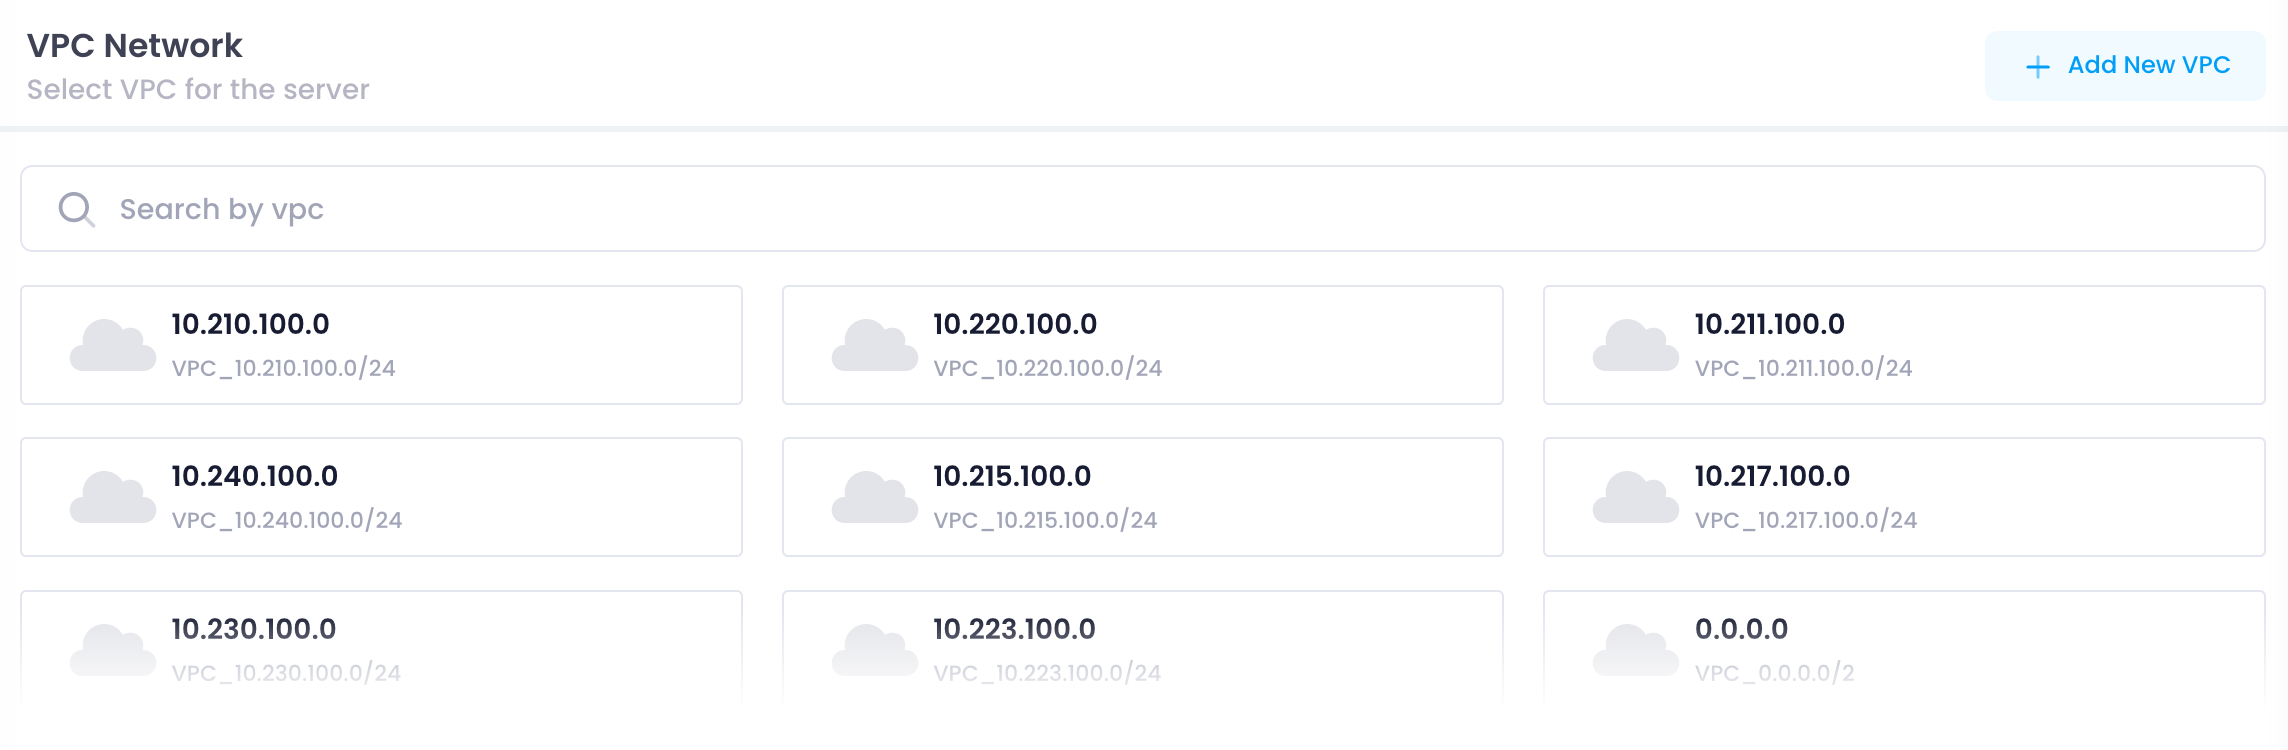 VPC Network
Select VPC for the server
Add New VPC
Search by vpc
10.210.100.0
VPC_10.210.100.0/24
10.220.100.0
VPC_10.220.100.0/24
10.211.100.0
VPC_10.211.100.0/24
10.240.100.0
VPC_10.240.100.0/24
10.215.100.0
VPC_10.215.100.0/24
10.217.100.0
VPC_10.217.100.0/24
10.230.100.0
VPC_10.230.100.0/24
10.223.100.0
VPC_10.223.100.0/24
0.0.0.0
VPC_0.0.0.0/2